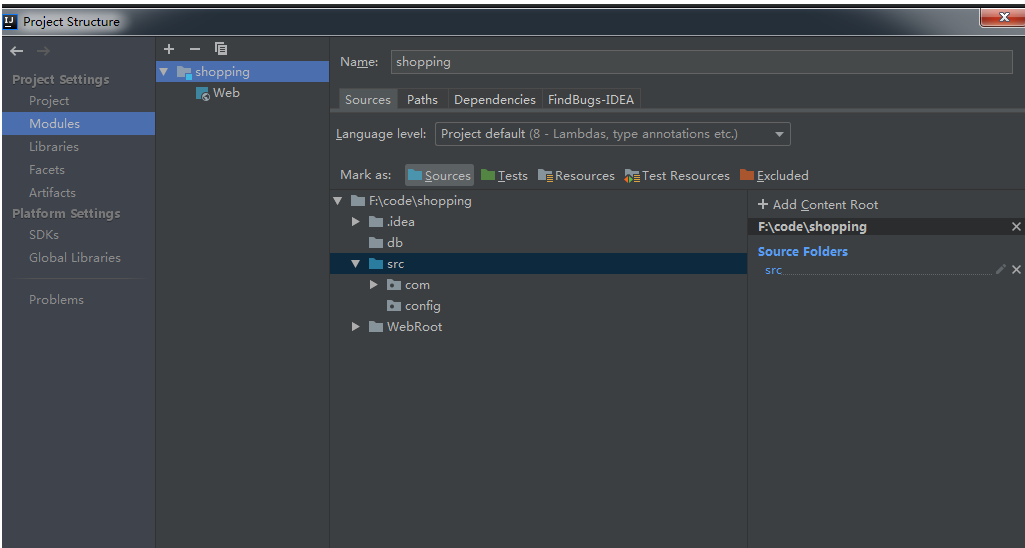 Project Structure
Project Settings
Project
Modules
Libraries
Facets
Artifacts
Platform Settings
SDKs
Global Libraries
Problems
shopping
Web
Name: shopping
Sources Paths Dependencies FindBugs-IDEA
Language level: Project default (8 - Lambdas, type annotations etc.)
Mark as: Sources Tests Resources Test Resources Excluded
F:\code\shopping
.idea
db
src
com
config
WebRoot
+ Add Content Root
F:\code\shopping
Source Folders
src